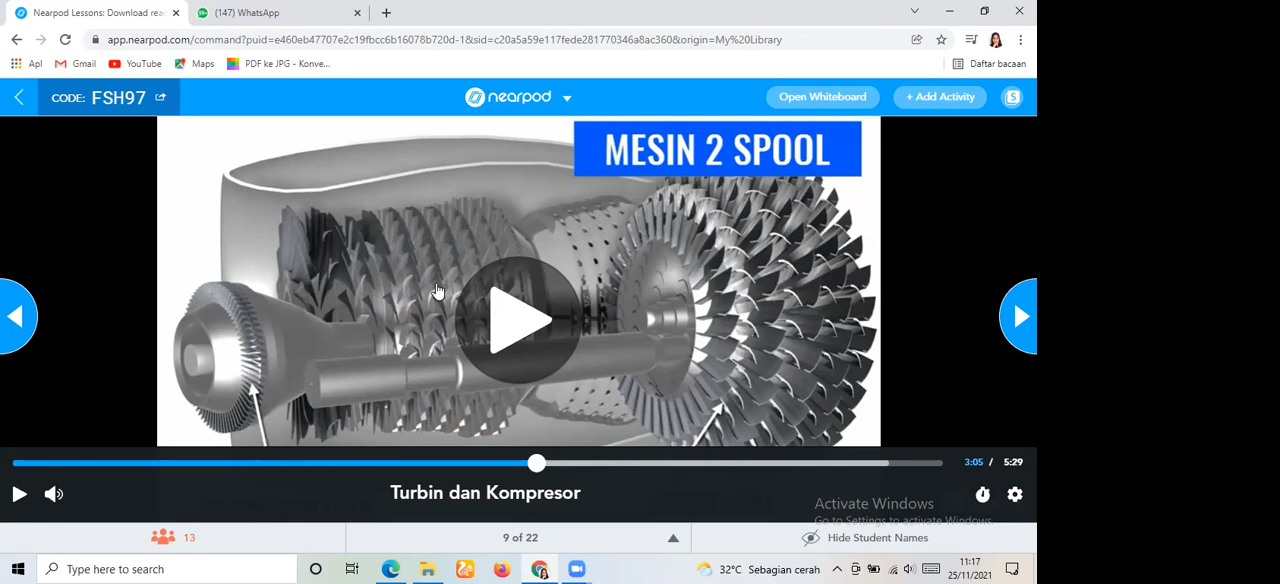 Nearpod Lessons: Download rea
(147) WhatsApp
app.nearpod.com/command?puid=e460eb47707e2c19fbcc6b16078b720d-1&sid=c20a5a59e117fede281770346a8ac360&origin=My%20Library
Apl
Gmail
YouTube
Maps
PDF ke JPG - Konve...
Daftar bacaan
CODE: FSH97
nearpod
Open Whiteboard
+ Add Activity
S
MESIN 2 SPOOL
3:05 / 5:29
Turbin dan Kompresor
Activate Windows
Go to Settings to activate Windows.
13
9 of 22
Hide Student Names
Type here to search
32°C Sebagian cerah
11:17
25/11/2021